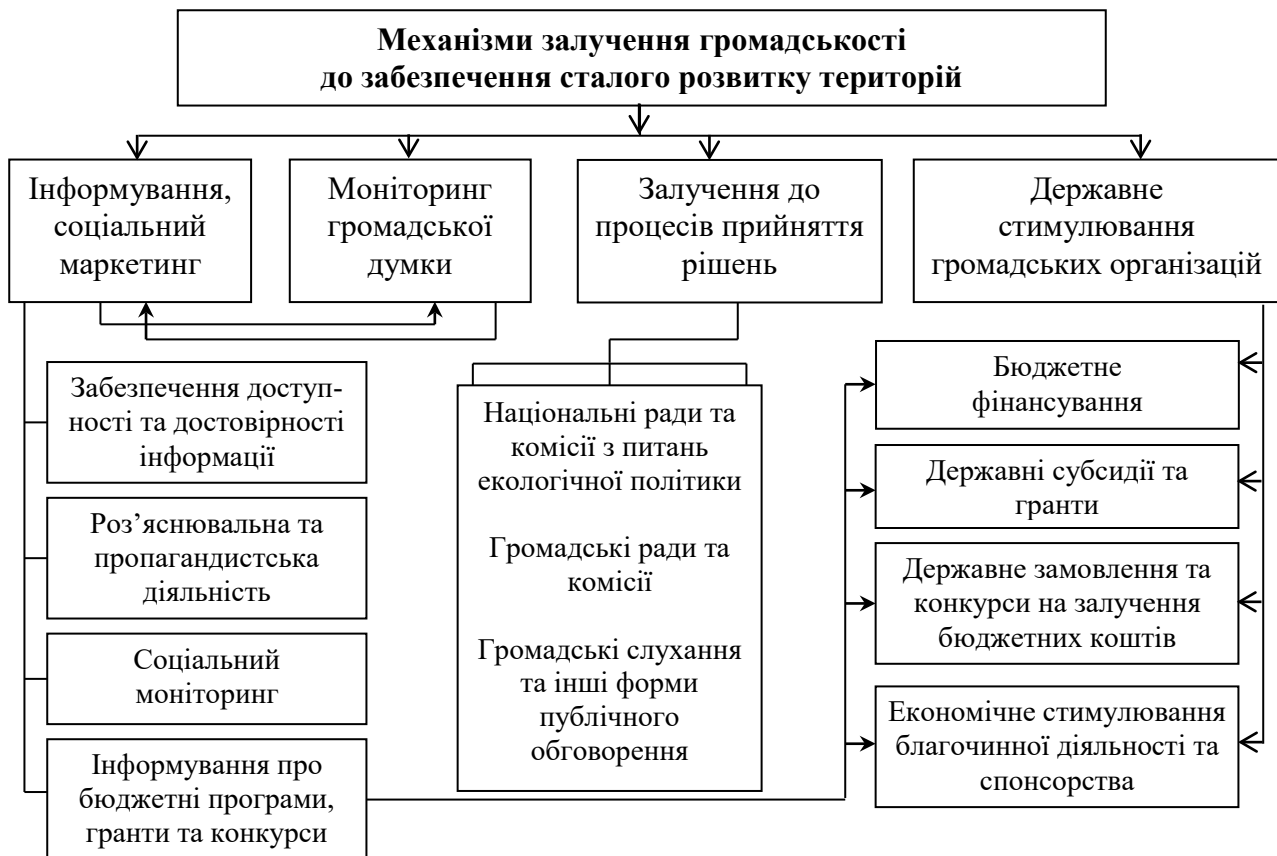 Механізми залучення громадськості
до забезпечення сталого розвитку територій
Інформування,
соціальний
маркетинг
Моніторинг
громадської
думки
Залучення до
процесів прийняття
рішень
Державне
стимулювання
громадських організацій
Забезпечення доступ-
ності та достовірності
інформації
Роз’яснювальна та
пропагандистська
діяльність
Соціальний
моніторинг
Інформування про
бюджетні програми,
гранти та конкурси
Національні ради та
комісії з питань
екологічної політики
Громадські ради та
комісії
Громадські слухання
та інші форми
публічного
обговорення
Бюджетне
фінансування
Державні субсидії та
гранти
Державне замовлення та
конкурси на залучення
бюджетних коштів
Економічне стимулювання
благочинної діяльності та
спонсорства